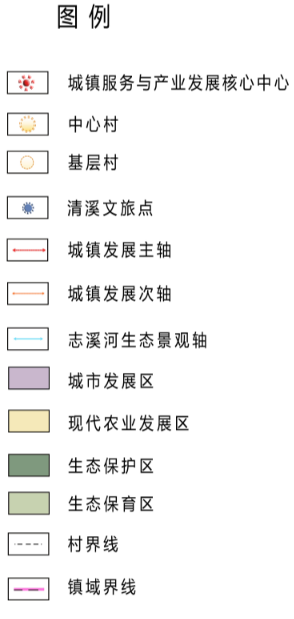 图例
城镇服务与产业发展核心中心
中心村
基层村
清溪文旅点
城镇发展主轴
城镇发展次轴
志溪河生态景观轴
城市发展区
现代农业发展区
生态保护区
生态保育区
村界线
镇域界线